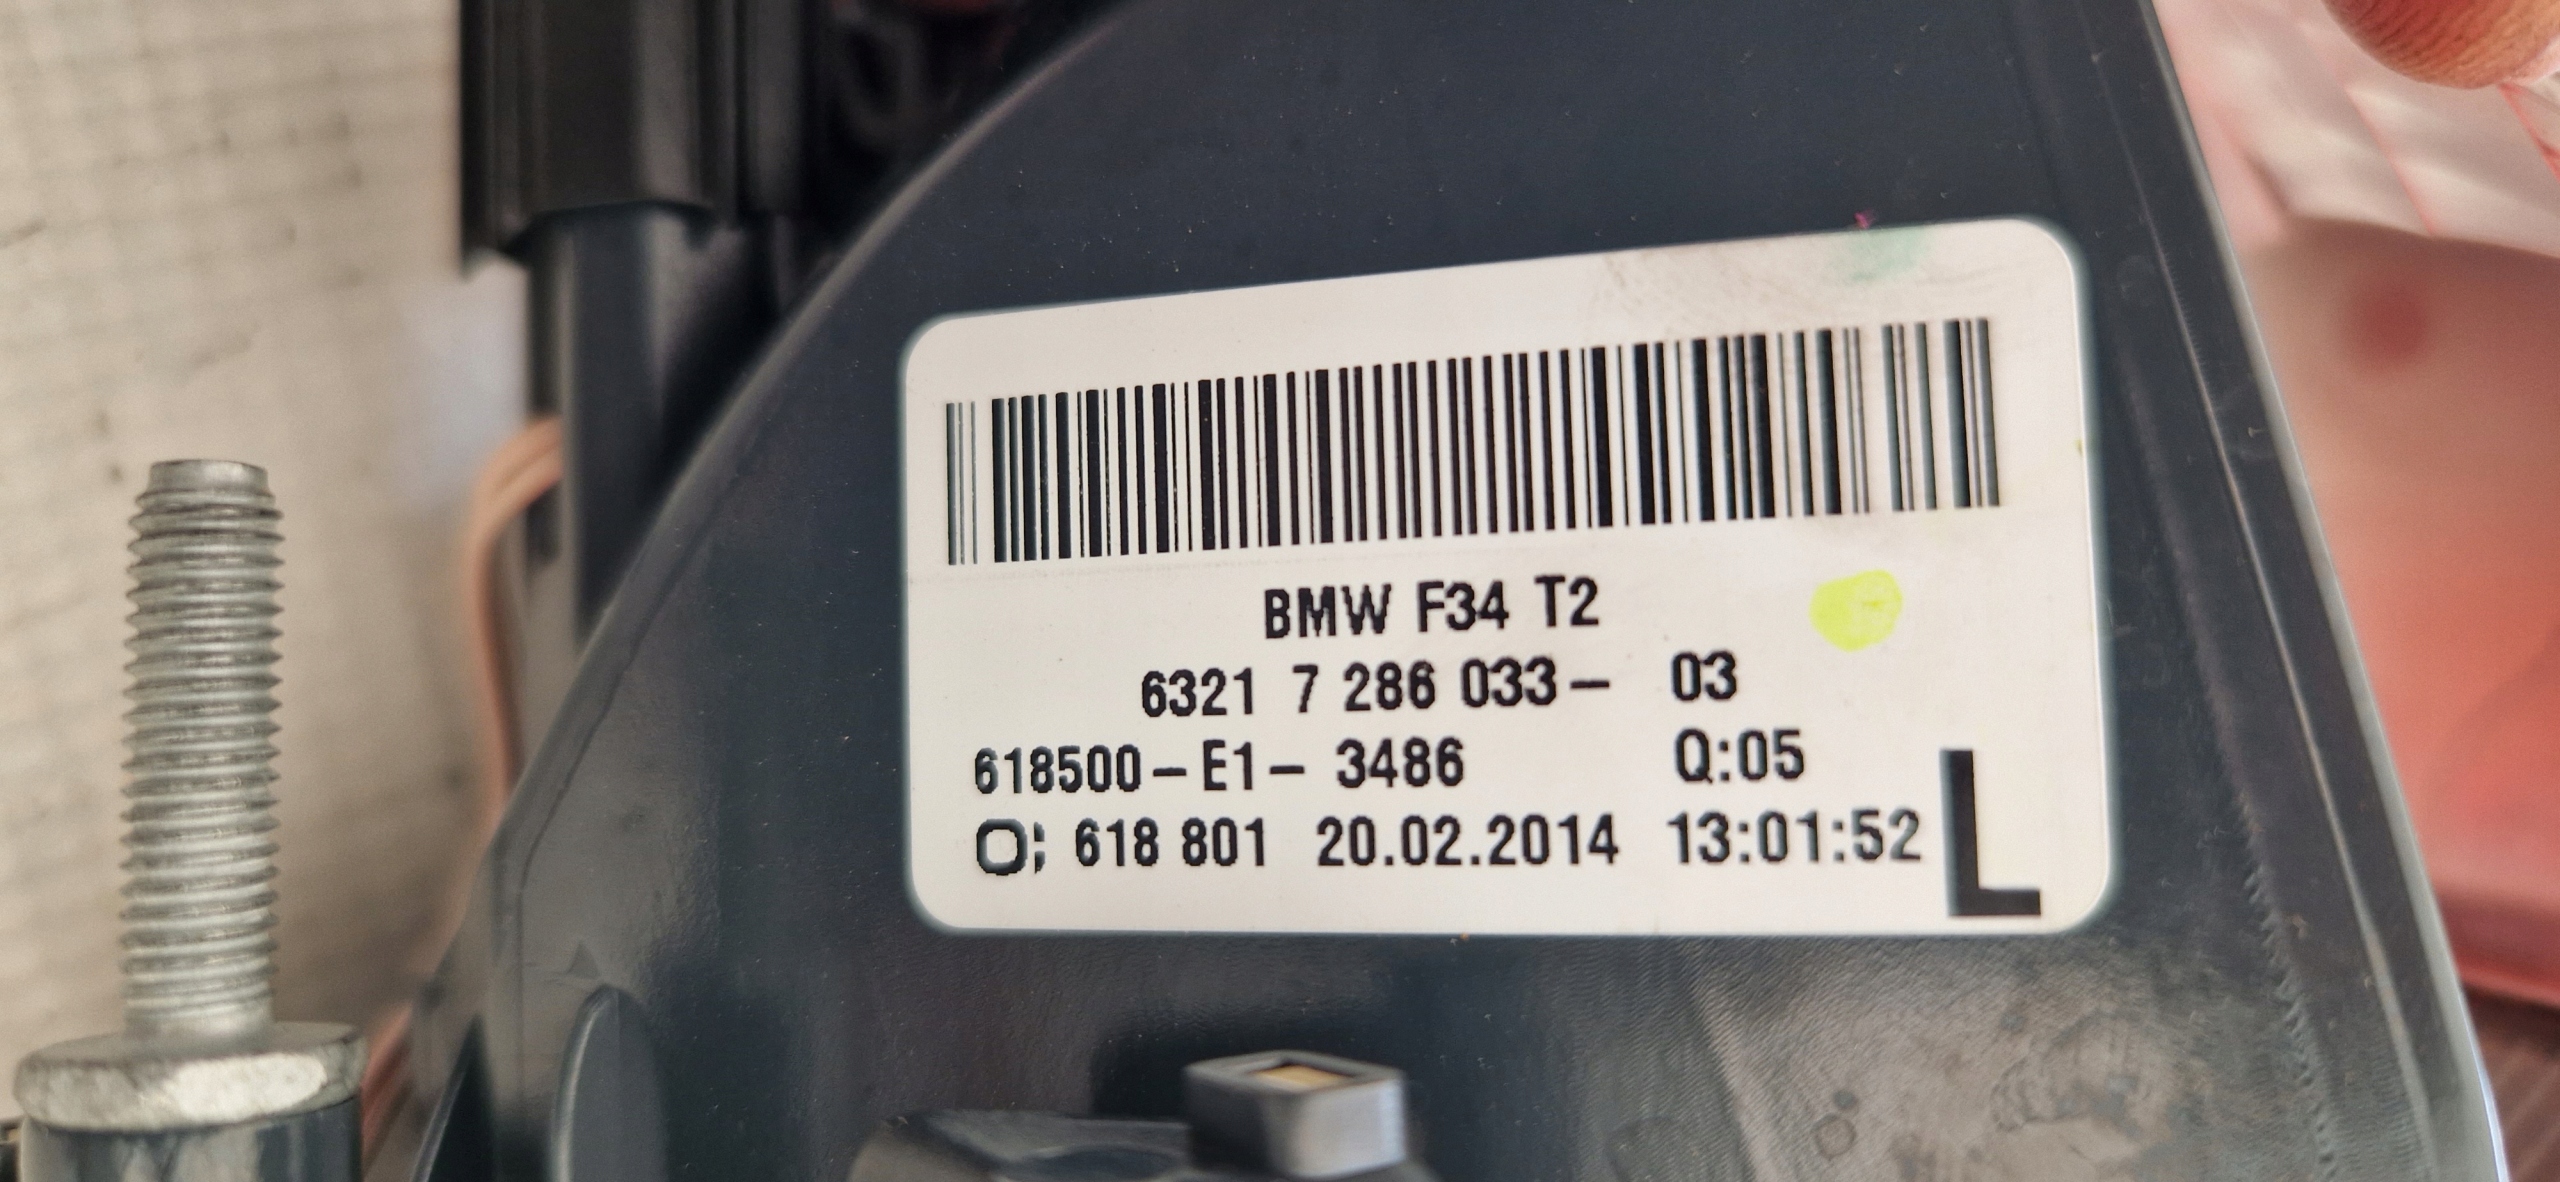 BMW F34 T2
6321 7 286 033- 03
618500-E1- 3486 Q:05
O; 618 801 20.02.2014 13:01:52 L